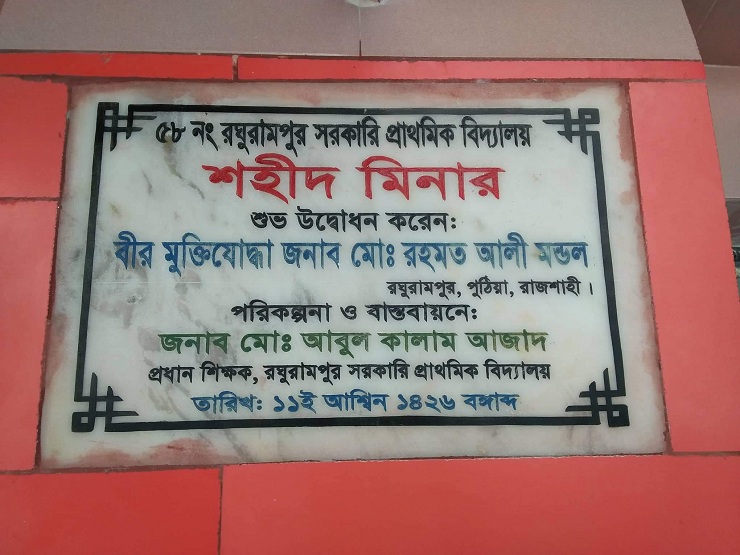 ৫৮ নং রঘুরামপুর সরকারি প্রাথমিক বিদ্যালয়
শহীদ মিনার
শুভ উদ্বোধন করেন:
বীর মুক্তিযোদ্ধা জনাব মোঃ রহমত আলী মন্ডল
রঘুরামপুর, পুঠিয়া, রাজশাহী।
পরিকল্পনা ও বাস্তবায়নে:
জনাব মোঃ আবুল কালাম আজাদ
প্রধান শিক্ষক, রঘুরামপুর সরকারি প্রাথমিক বিদ্যালয়
তারিখ: ১১ই আশ্বিন ১৪২৬ বঙ্গাব্দ